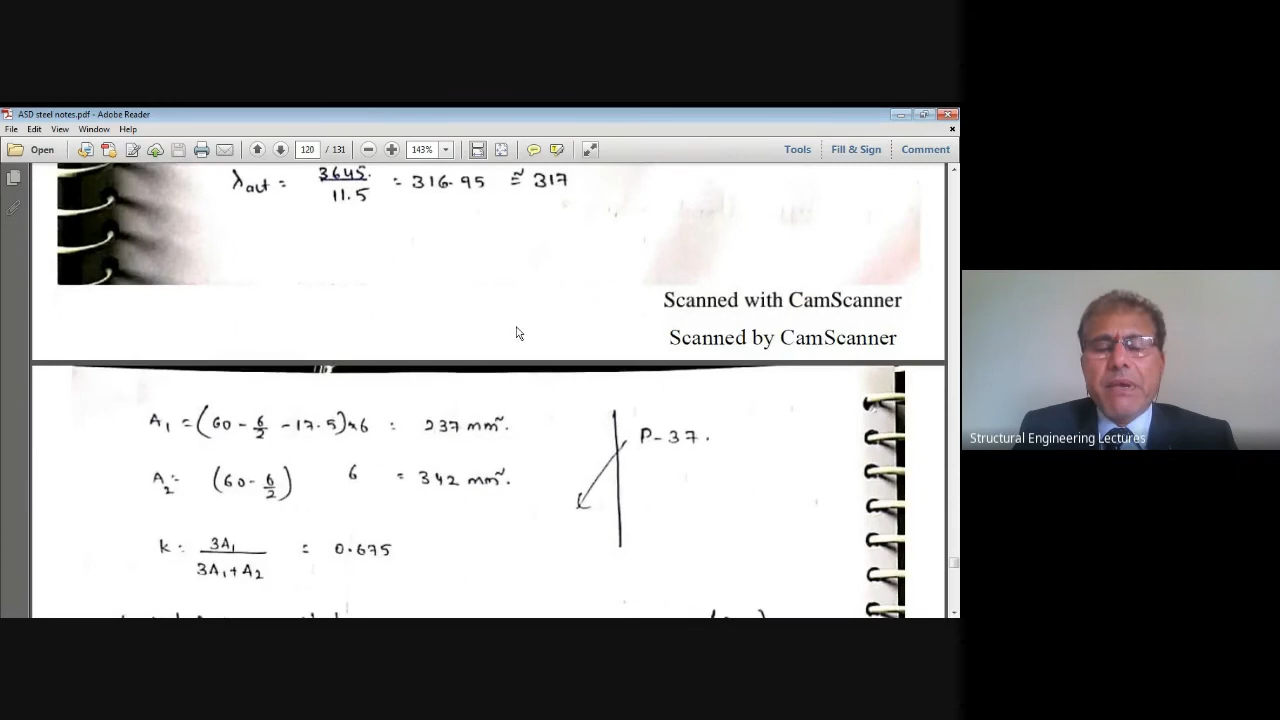 ASD steel notes.pdf - Adobe Reader
File Edit View Window Help
Open 120 / 131 143% Tools Fill & Sign Comment
λact = 3645. / 11.5 = 316.95 ≅ 317
Scanned with CamScanner
Scanned by CamScanner
A1 = (60 - 6/2 - 17.5) x 6 = 237 mm².
P-37.
A2 = (60 - 6/2) 6 = 342 mm².
k = 3A1 / 3A1 + A2 = 0.675
Structural Engineering Lectures